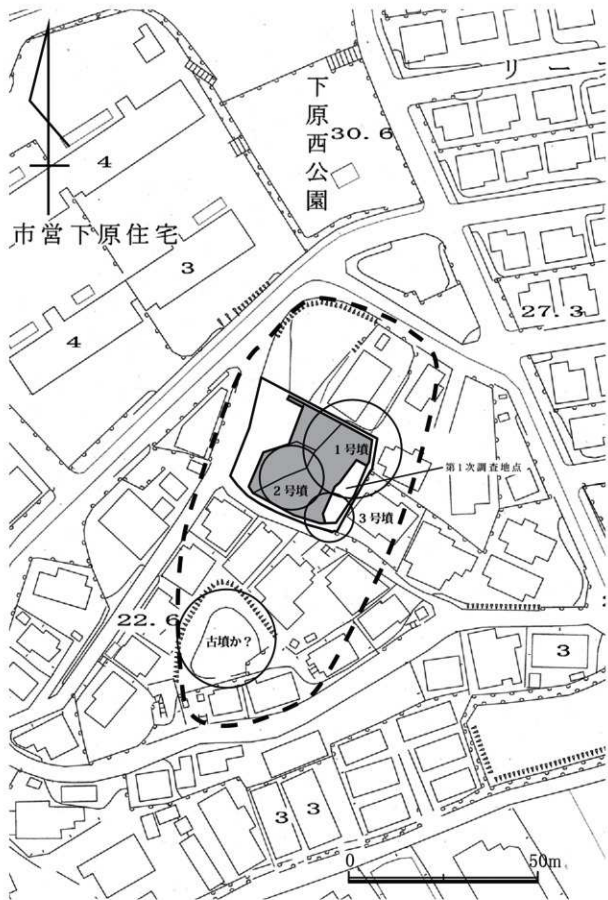 リー
下原西公園
30.6
4
市営下原住宅
3
4
27.3
1号墳
第1次調査地点
2号墳
3号墳
22.6
古墳か?
3
3
3
0 50m